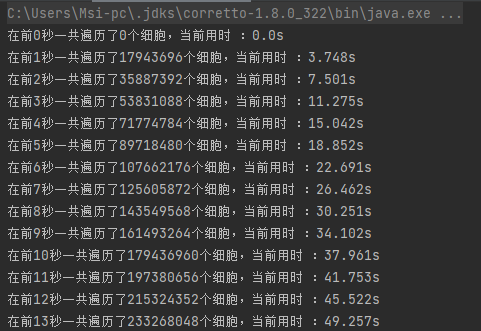 C:\Users\Msi-pc\.jdks\corretto-1.8.0_322\bin\java.exe ...
在前0秒一共遍历了0个细胞，当前用时 ：0.0s
在前1秒一共遍历了17943696个细胞，当前用时 ：3.748s
在前2秒一共遍历了35887392个细胞，当前用时 ：7.501s
在前3秒一共遍历了53831088个细胞，当前用时 ：11.275s
在前4秒一共遍历了71774784个细胞，当前用时 ：15.042s
在前5秒一共遍历了89718480个细胞，当前用时 ：18.852s
在前6秒一共遍历了107662176个细胞，当前用时 ：22.691s
在前7秒一共遍历了125605872个细胞，当前用时 ：26.462s
在前8秒一共遍历了143549568个细胞，当前用时 ：30.251s
在前9秒一共遍历了161493264个细胞，当前用时 ：34.102s
在前10秒一共遍历了179436960个细胞，当前用时 ：37.961s
在前11秒一共遍历了197380656个细胞，当前用时 ：41.753s
在前12秒一共遍历了215324352个细胞，当前用时 ：45.522s
在前13秒一共遍历了233268048个细胞，当前用时 ：49.257s